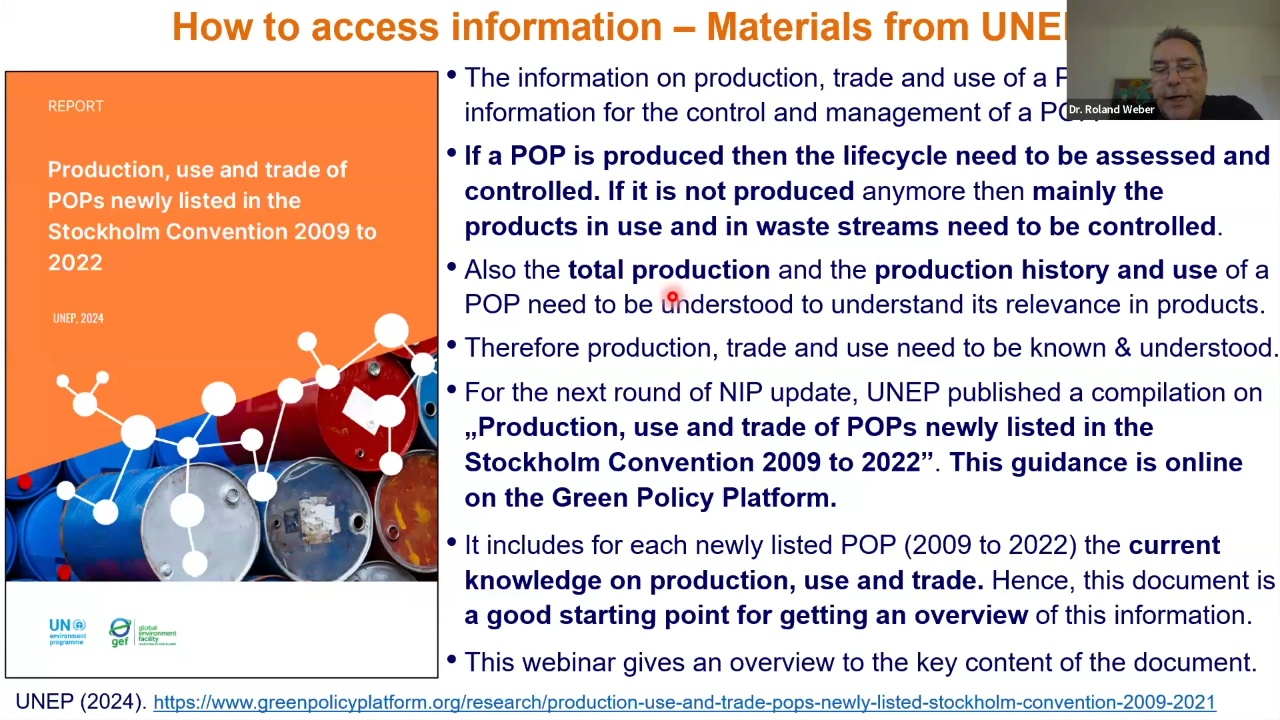 How to access information – Materials from UNE
Dr. Roland Weber
REPORT
Production, use and trade of
POPs newly listed in the
Stockholm Convention 2009 to
2022
UNEP, 2024
UN
environment
programme
gef
global
environment
facility
• The information on production, trade and use of a
information for the control and management of a
• If a POP is produced then the lifecycle need to be assessed and
controlled. If it is not produced anymore then mainly the
products in use and in waste streams need to be controlled.
• Also the total production and the production history and use of a
POP need to be understood to understand its relevance in products.
• Therefore production, trade and use need to be known & understood.
• For the next round of NIP update, UNEP published a compilation on
„Production, use and trade of POPs newly listed in the
Stockholm Convention 2009 to 2022”. This guidance is online
on the Green Policy Platform.
• It includes for each newly listed POP (2009 to 2022) the current
knowledge on production, use and trade. Hence, this document is
a good starting point for getting an overview of this information.
• This webinar gives an overview to the key content of the document.
UNEP (2024). https://www.greenpolicyplatform.org/research/production-use-and-trade-pops-newly-listed-stockholm-convention-2009-2021